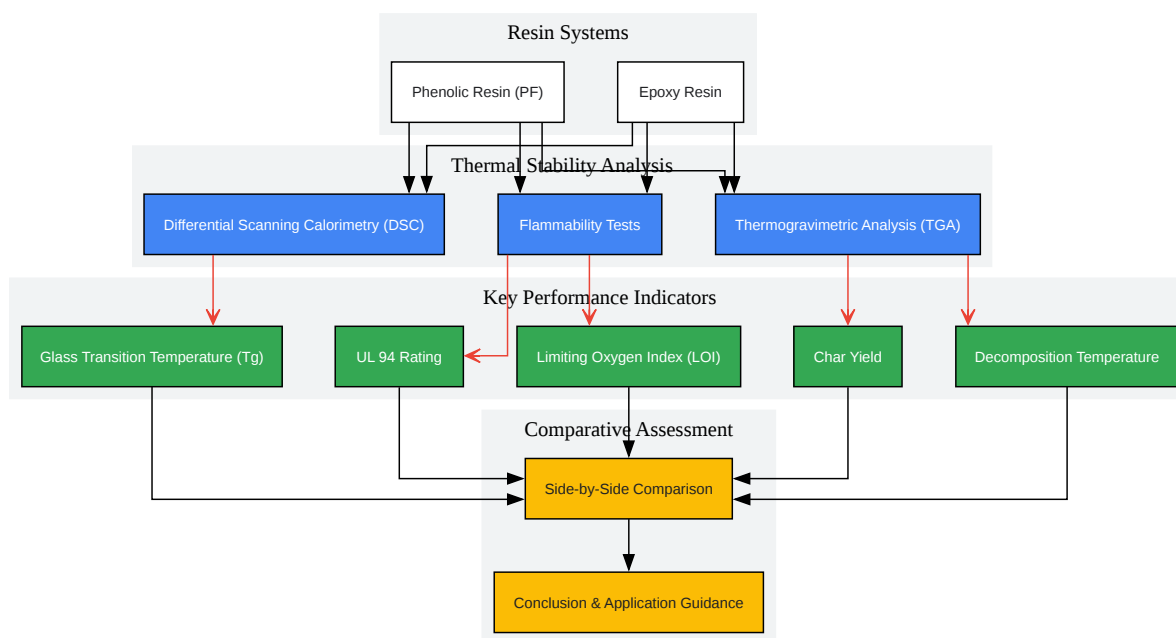 Resin Systems
Phenolic Resin (PF)
Epoxy Resin
Thermal Stability Analysis
Differential Scanning Calorimetry (DSC)
Flammability Tests
Thermogravimetric Analysis (TGA)
Key Performance Indicators
Glass Transition Temperature (Tg)
UL 94 Rating
Limiting Oxygen Index (LOI)
Char Yield
Decomposition Temperature
Comparative Assessment
Side-by-Side Comparison
Conclusion & Application Guidance